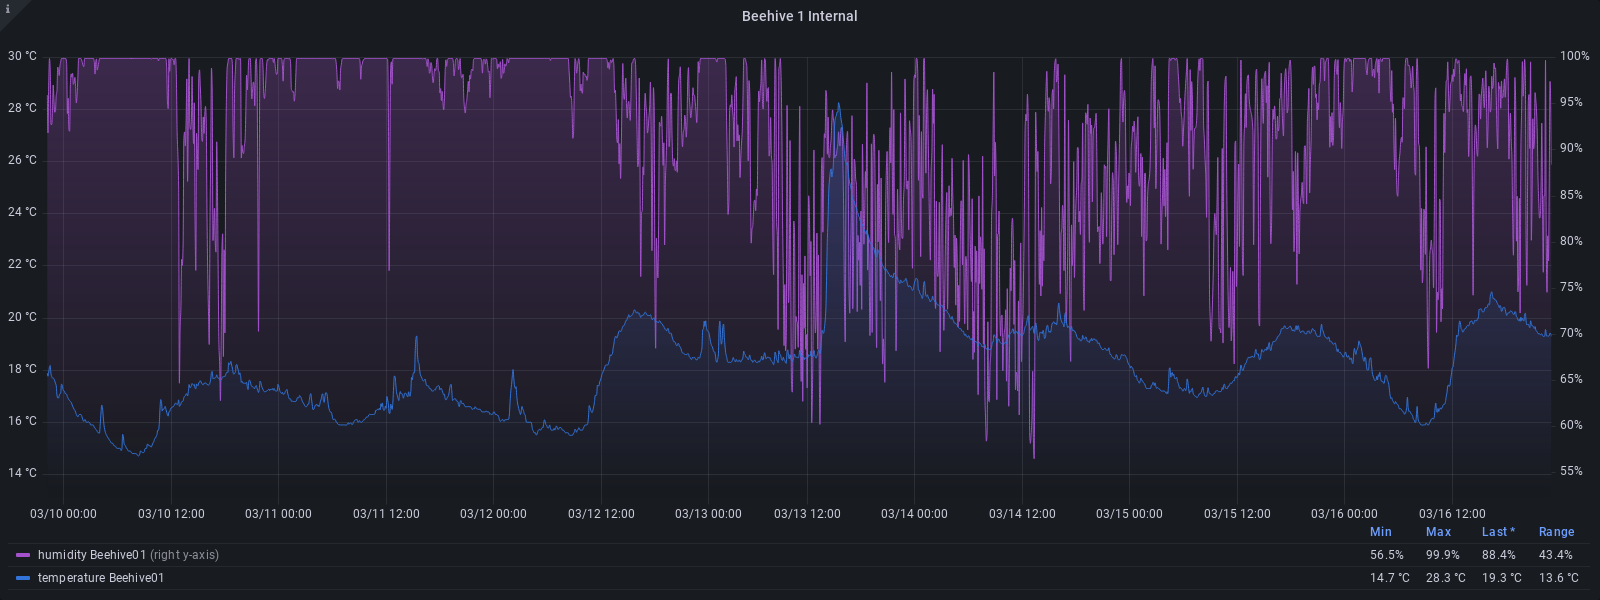 i
Beehive 1 Internal
30 °C 100%
28 °C 95%
26 °C 90%
24 °C 85%
22 °C 80%
20 °C 75%
18 °C 70%
16 °C 65%
14 °C 60%
55%
03/10 00:00 03/10 12:00 03/11 00:00 03/11 12:00 03/12 00:00 03/12 12:00 03/13 00:00 03/13 12:00 03/14 00:00 03/14 12:00 03/15 00:00 03/15 12:00 03/16 00:00 03/16 12:00
Min Max Last * Range
humidity Beehive01 (right y-axis) 56.5% 99.9% 88.4% 43.4%
temperature Beehive01 14.7 °C 28.3 °C 19.3 °C 13.6 °C